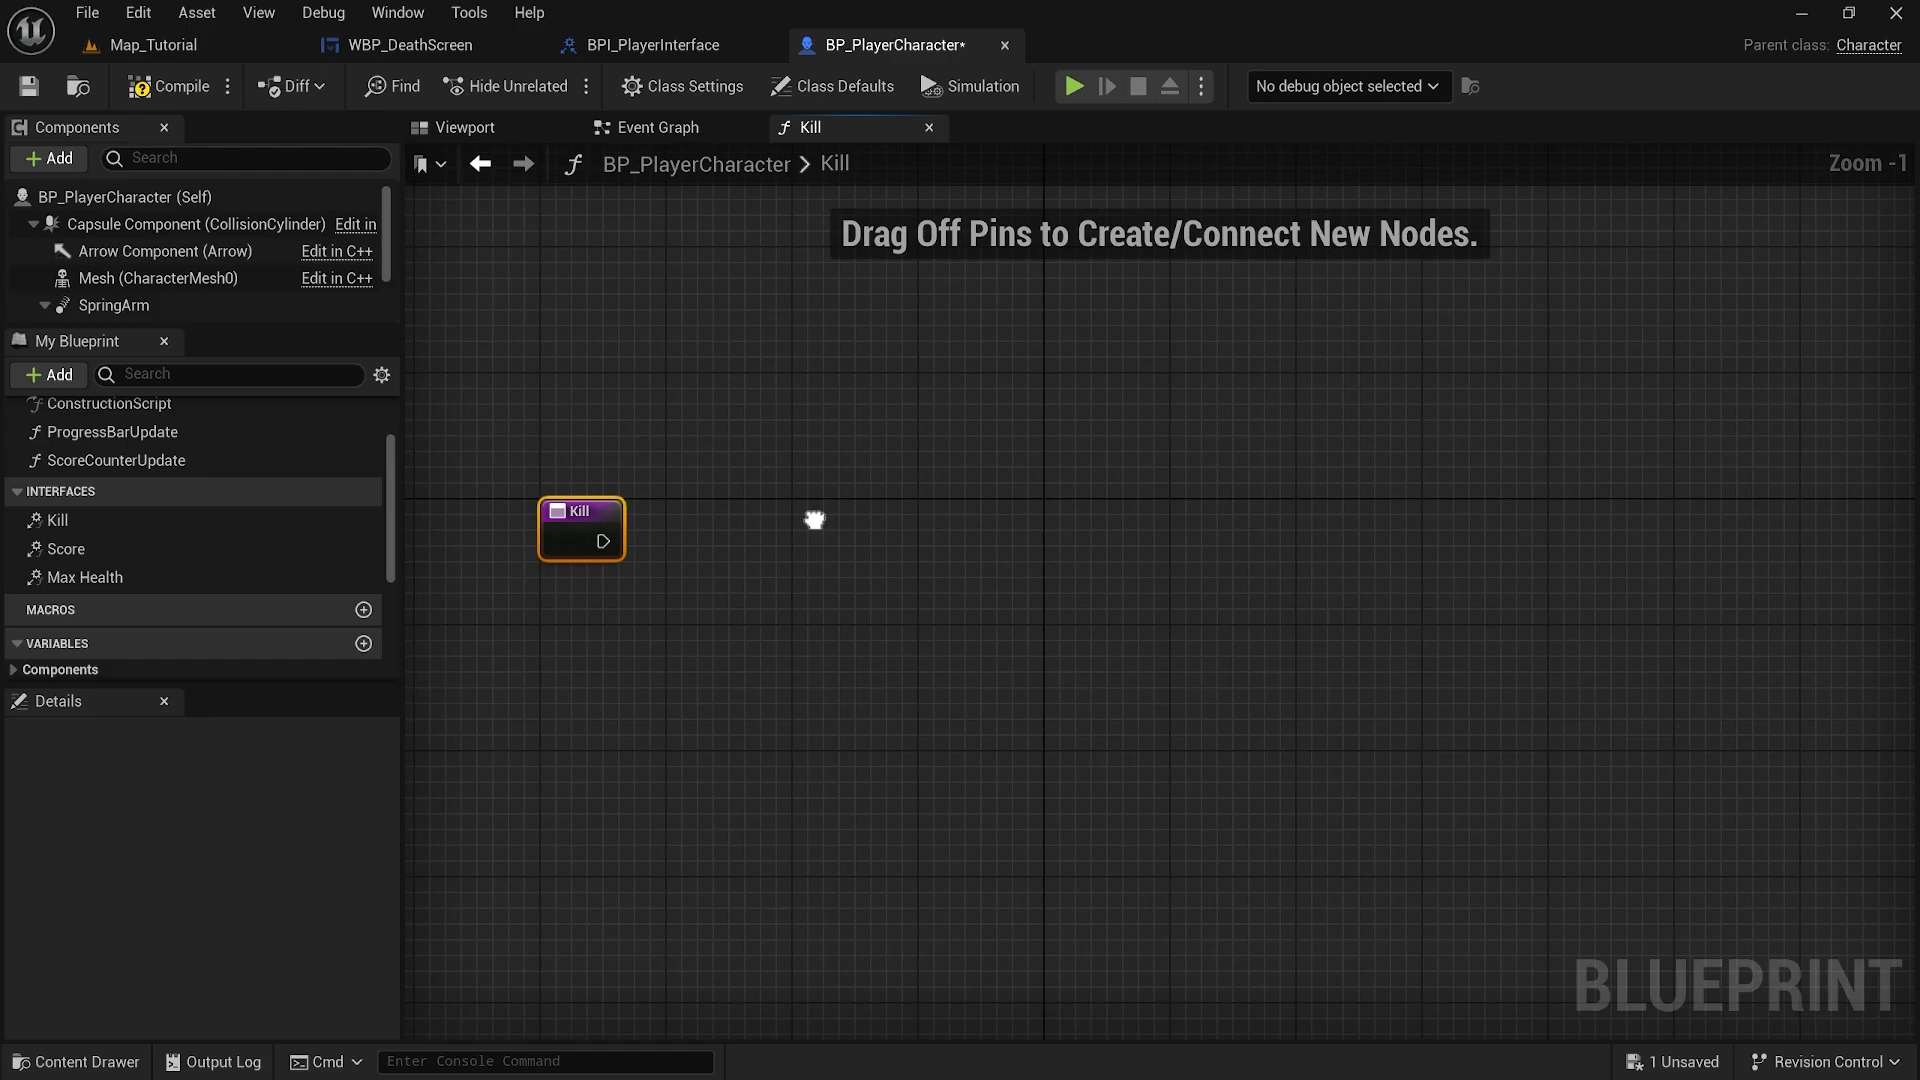 File Edit Asset View Debug Window Tools Help
Map_Tutorial WBP_DeathScreen BPI_PlayerInterface BP_PlayerCharacter* Parent class: Character
Compile Diff Find Hide Unrelated Class Settings Class Defaults Simulation No debug object selected
Components Viewport Event Graph Kill
Add Search
BP_PlayerCharacter > Kill Zoom -1
BP_PlayerCharacter (Self)
Capsule Component (CollisionCylinder) Edit in
Arrow Component (Arrow) Edit in C++
Mesh (CharacterMesh0) Edit in C++
SpringArm
Drag Off Pins to Create/Connect New Nodes.
My Blueprint
Add Search
ConstructionScript
ProgressBarUpdate
ScoreCounterUpdate
INTERFACES
Kill
Score
Max Health
MACROS
VARIABLES
Components
Details
Kill
BLUEPRINT
Content Drawer Output Log Cmd Enter Console Command 1 Unsaved Revision Control